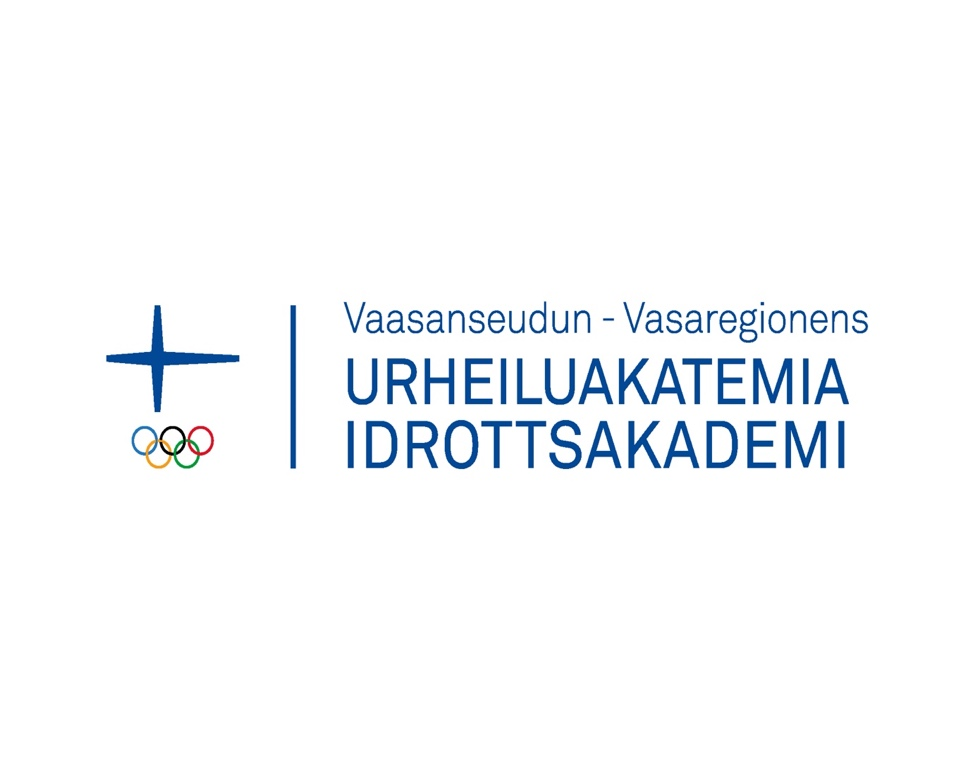 Vaasanseudun - Vasaregionens
URHEILUAKATEMIA
IDROTTSAKADEMI